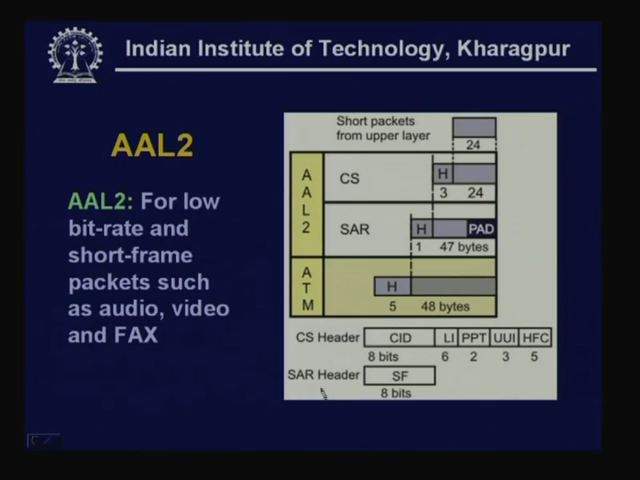 Indian Institute of Technology, Kharagpur
AAL2
AAL2: For low
bit-rate and
short-frame
packets such
as audio, video
and FAX
Short packets
from upper layer
24
A
A
L
2
CS
H
3 24
SAR
H PAD
1 47 bytes
A
T
M
H
5 48 bytes
CS Header CID LI PPT UUI HFC
8 bits 6 2 3 5
SAR Header SF
8 bits